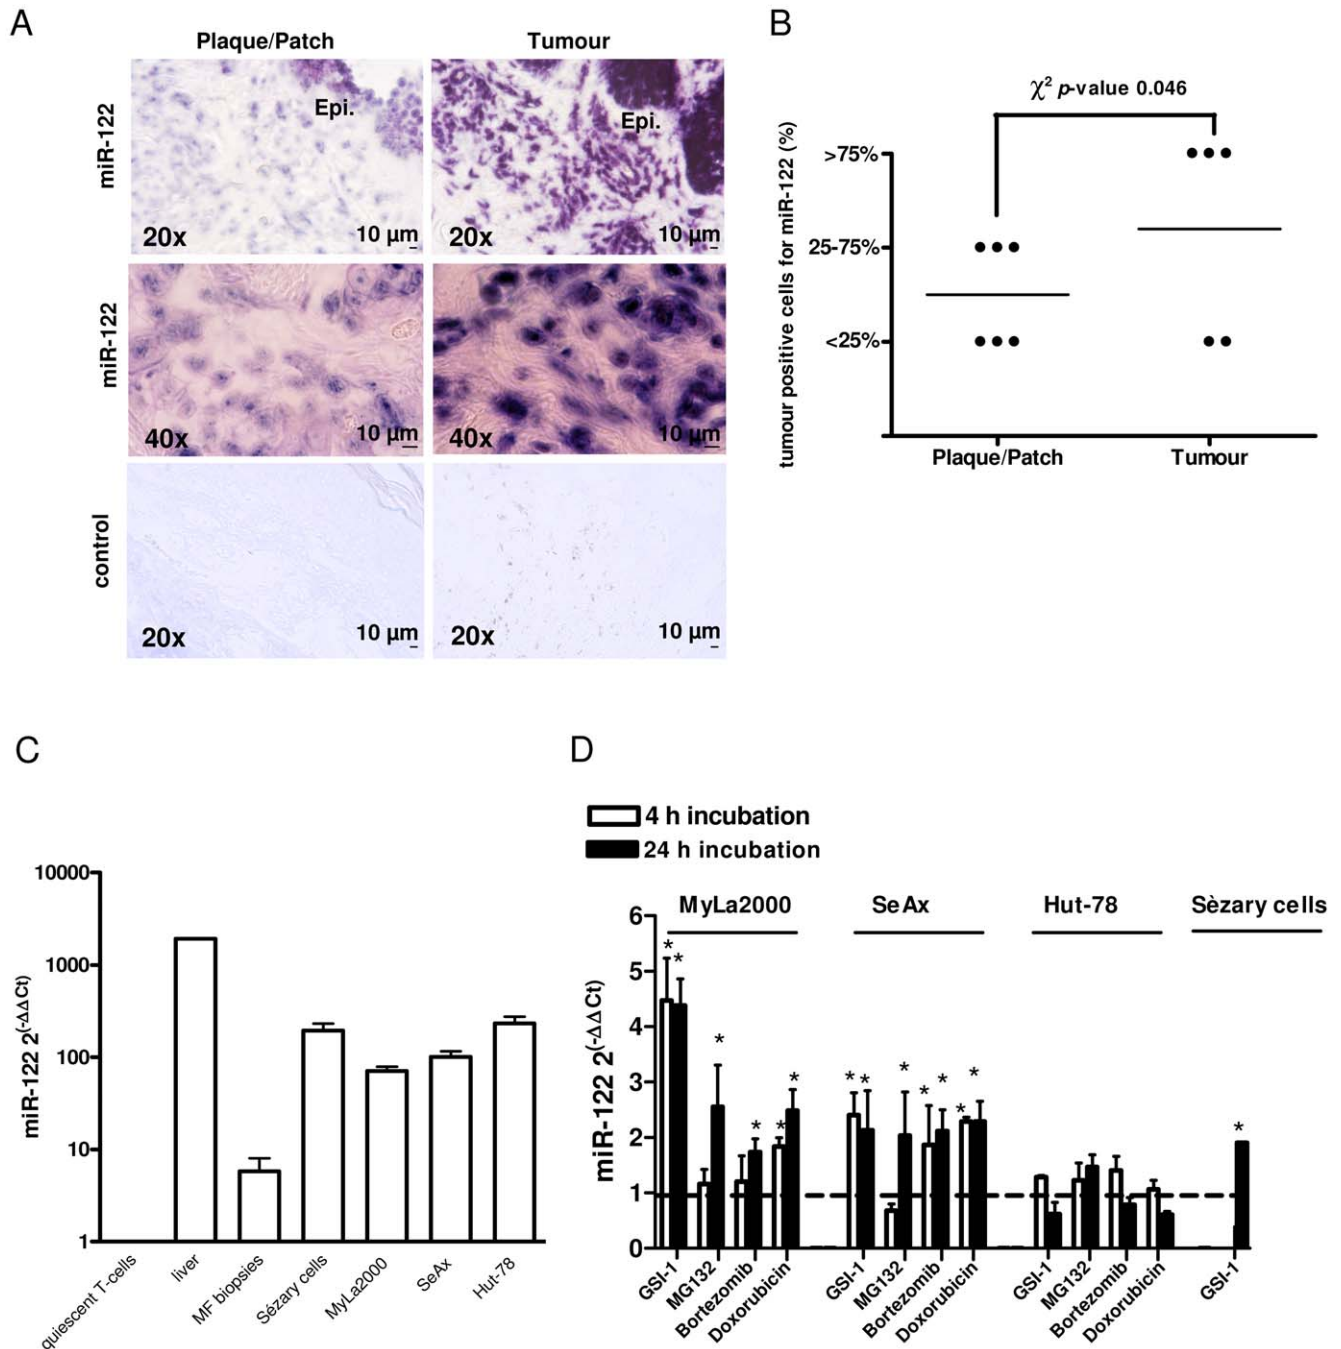 A
Plaque/Patch
Tumour
miR-122
Epi.
20x
10 µm
Epi.
20x
10 µm
miR-122
40x
10 µm
40x
10 µm
control
20x
10 µm
20x
10 µm
B
χ² p-value 0.046
tumour positive cells for miR-122 (%)
>75%
25-75%
<25%
Plaque/Patch
Tumour
C
miR-122 2(-ΔΔCt)
10000
1000
100
10
1
quiescent T-cells
liver
MF biopsies
Sézary cells
MyLa2000
SeAx
Hut-78
D
4 h incubation
24 h incubation
MyLa2000
SeAx
Hut-78
Sèzary cells
miR-122 2(-ΔΔCt)
6
5
4
3
2
1
0
* * * * * * * * * * * * * *
GSI-1
MG132
Bortezomib
Doxorubicin
GSI-1
MG132
Bortezomib
Doxorubicin
GSI-1
MG132
Bortezomib
Doxorubicin
GSI-1